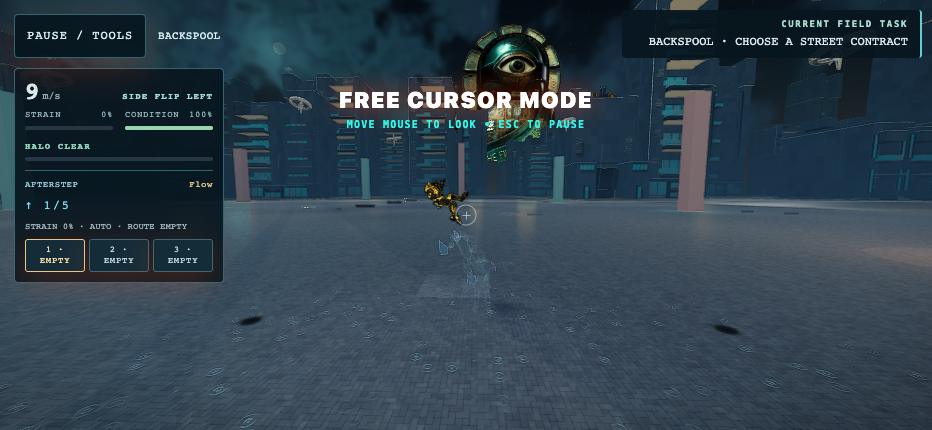 PAUSE / TOOLS
BACKSPOOL
CURRENT FIELD TASK
BACKSPOOL • CHOOSE A STREET CONTRACT
9 m/s
SIDE FLIP LEFT
STRAIN 0%
CONDITION 100%
HALO CLEAR
AFTERSTEP
Flow
↑ 1/5
STRAIN 0% • AUTO • ROUTE EMPTY
1 • EMPTY
2 • EMPTY
3 • EMPTY
FREE CURSOR MODE
MOVE MOUSE TO LOOK • ESC TO PAUSE